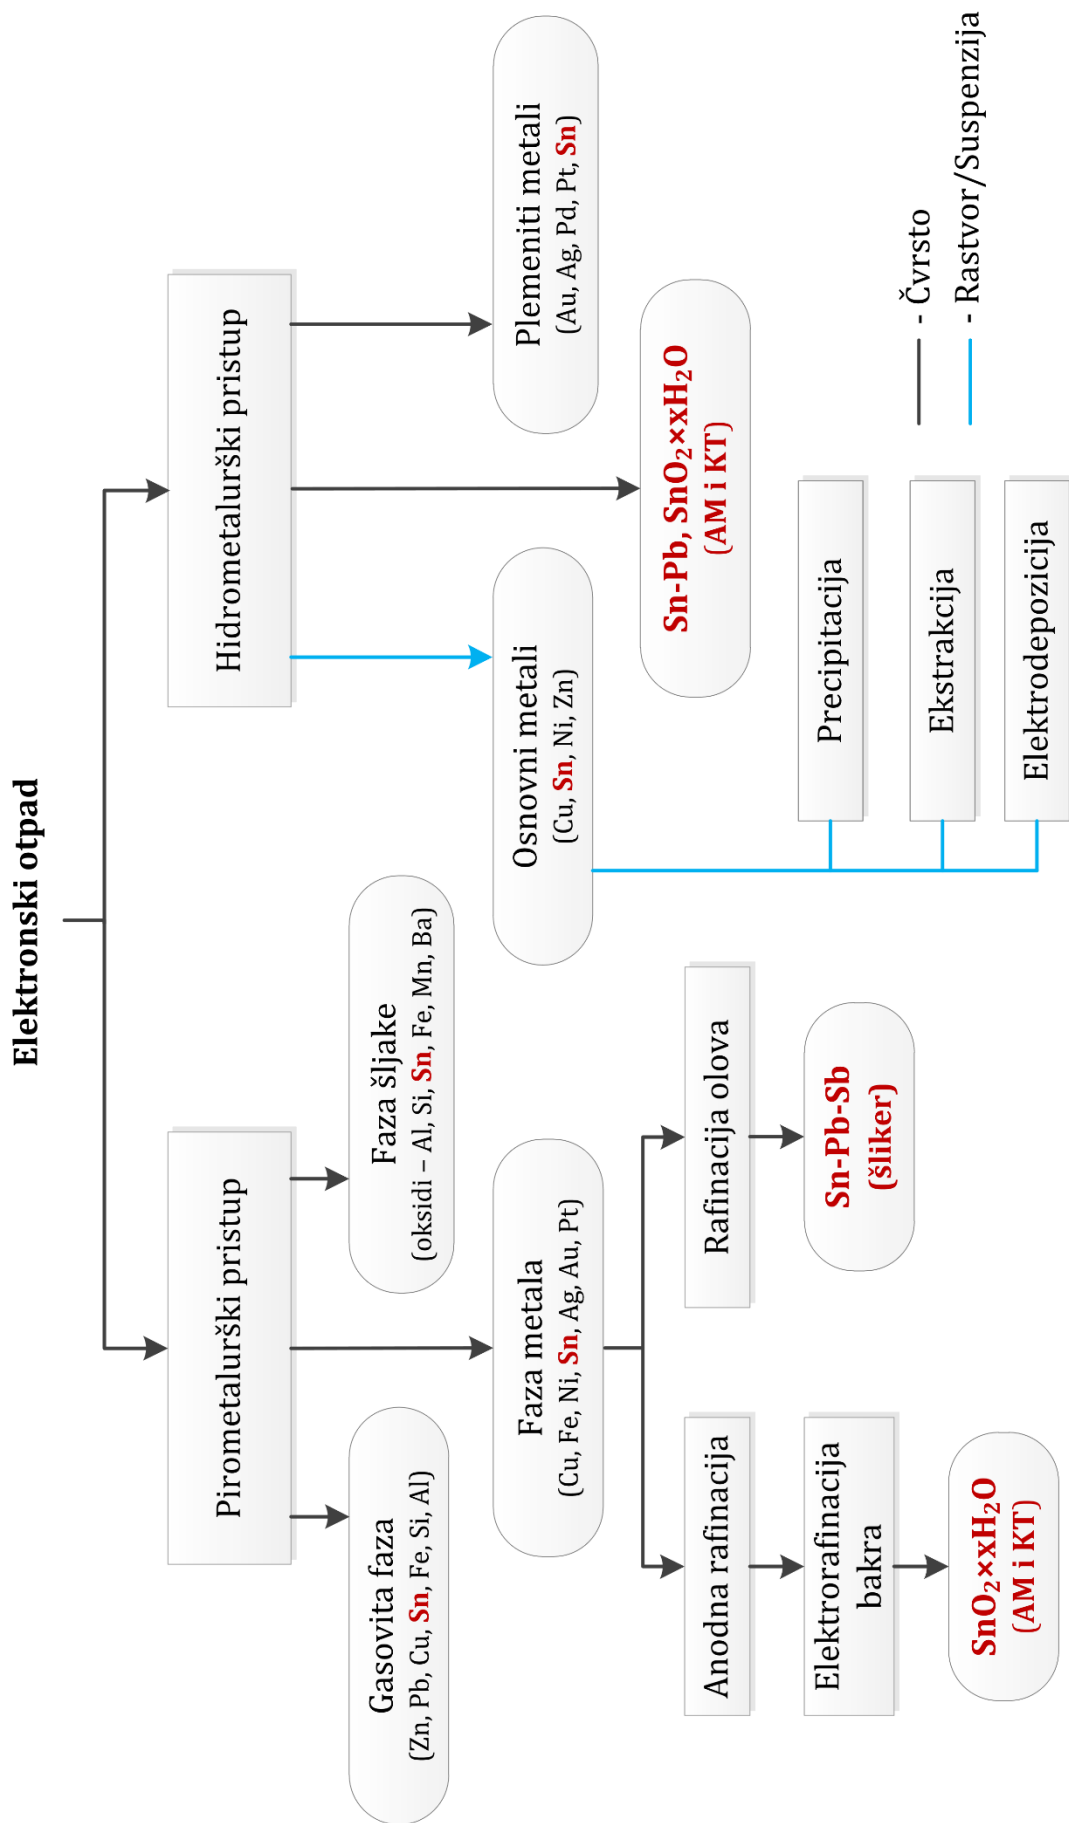 Elektronski otpad
Pirometalurški pristup
Hidrometalurški pristup
Gasovita faza
(Zn, Pb, Cu, Sn, Fe, Si, Al)
Faza šljake
(oksidi – Al, Si, Sn, Fe, Mn, Ba)
Faza metala
(Cu, Fe, Ni, Sn, Ag, Au, Pt)
Osnovni metali
(Cu, Sn, Ni, Zn)
Plemeniti metali
(Au, Ag, Pd, Pt, Sn)
Sn-Pb, SnO₂×xH₂O
(AM i KT)
Anodna rafinacija
Rafinacija olova
Elektrorafinacija
bakra
Sn-Pb-Sb
(šliker)
SnO₂×xH₂O
(AM i KT)
Precipitacija
Ekstrakcija
Elektrodepozicija
- Čvrsto
- Rastvor/Suspenzija